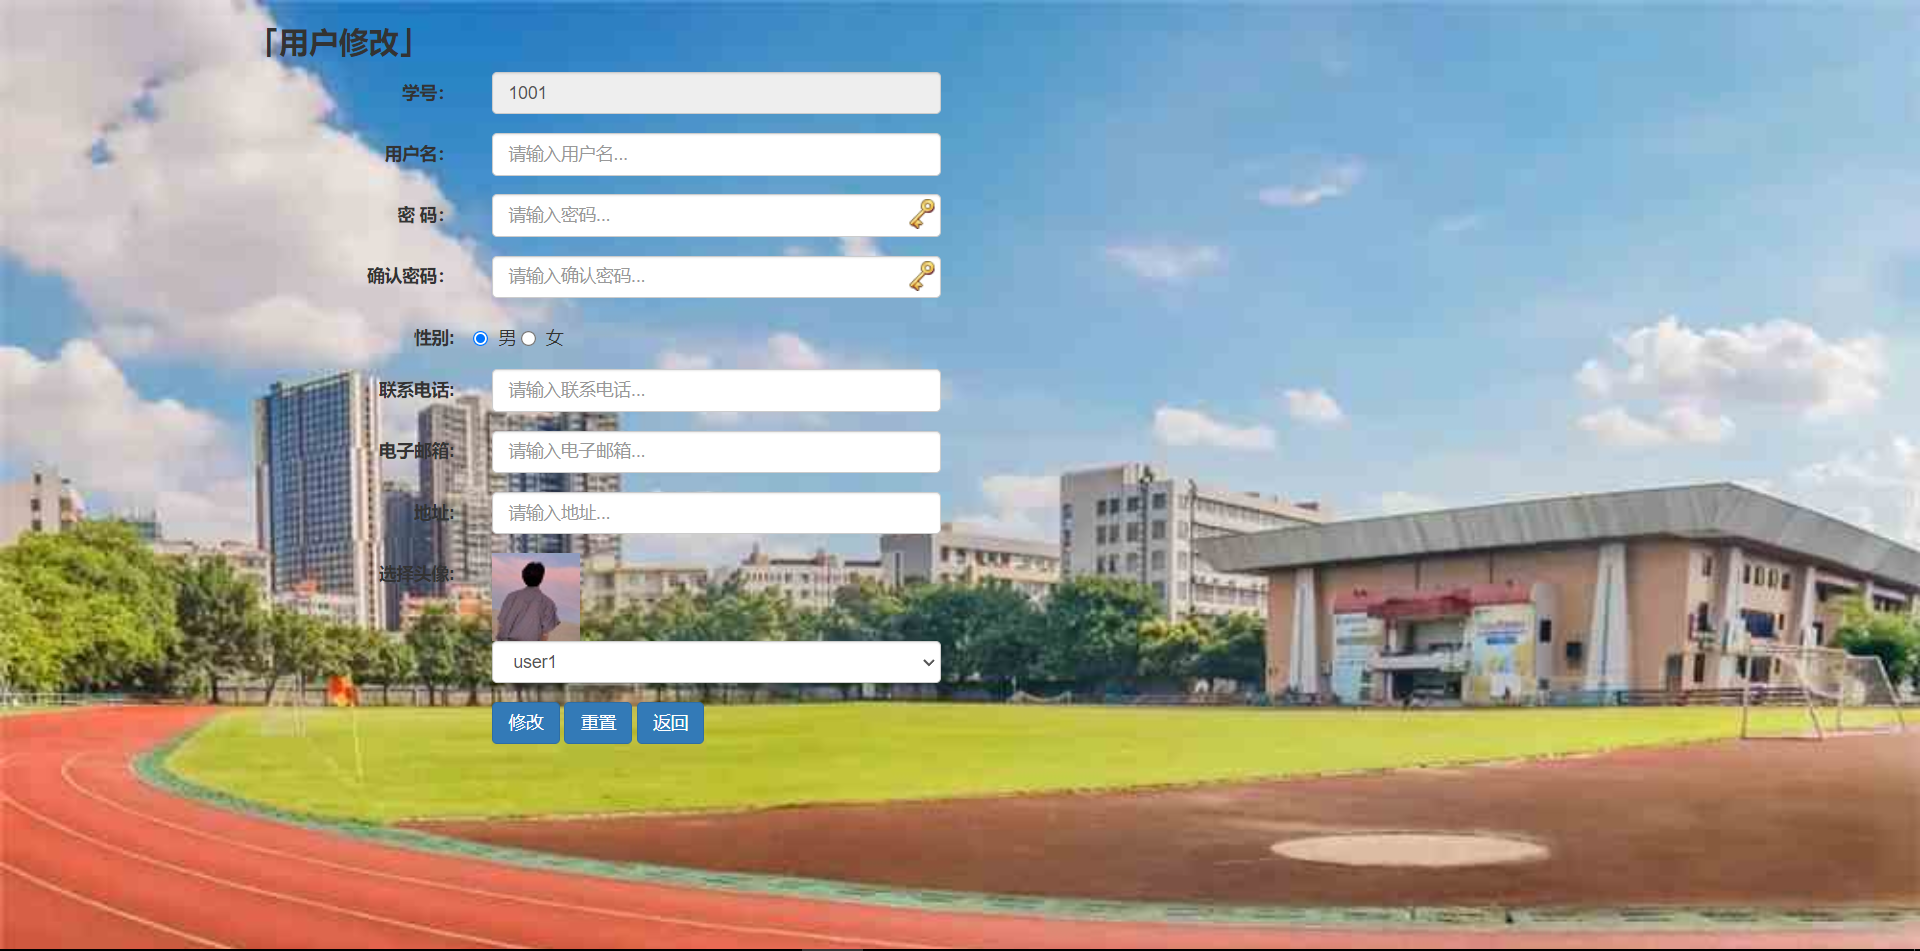 「用户修改」
学号： 1001
用户名： 请输入用户名...
密 码： 请输入密码...
确认密码： 请输入确认密码...
性别: 男 女
联系电话: 请输入联系电话...
电子邮箱: 请输入电子邮箱...
地址: 请输入地址...
选择头像:
user1
修改 重置 返回